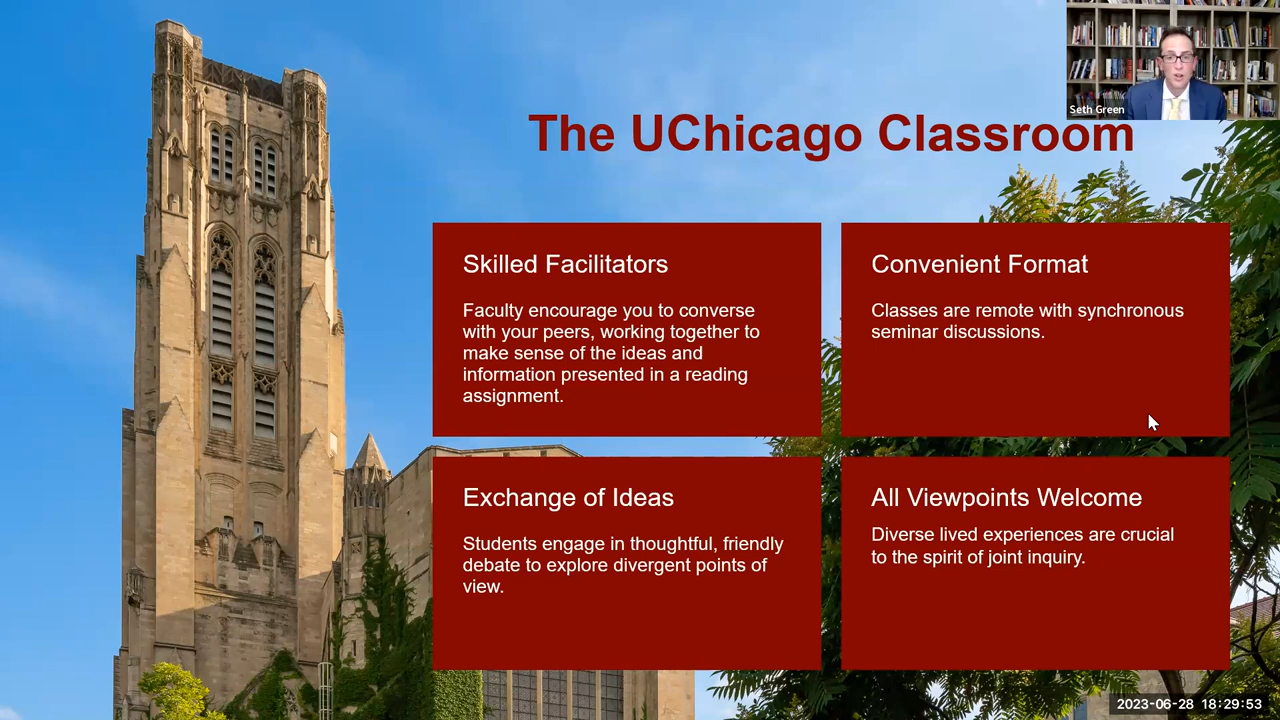 Seth Green
The UChicago Classroom
Skilled Facilitators
Faculty encourage you to converse
with your peers, working together to
make sense of the ideas and
information presented in a reading
assignment.
Convenient Format
Classes are remote with synchronous
seminar discussions.
Exchange of Ideas
Students engage in thoughtful, friendly
debate to explore divergent points of
view.
All Viewpoints Welcome
Diverse lived experiences are crucial
to the spirit of joint inquiry.
2023-06-28 18:29:53